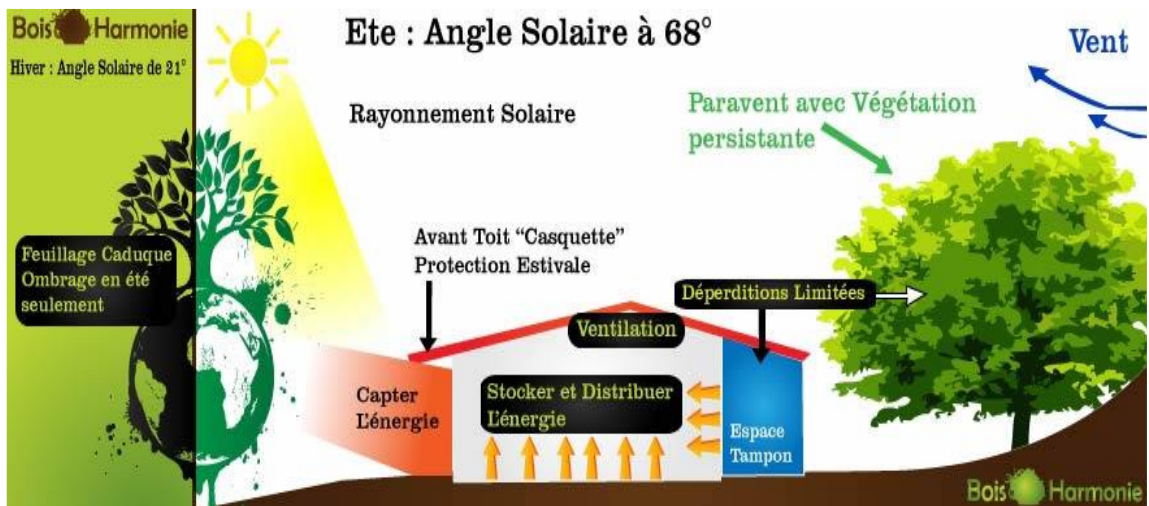 Bois Harmonie
Hiver : Angle Solaire de 21°
Feuillage Caduque
Ombrage en été
seulement
Ete : Angle Solaire à 68°
Rayonnement Solaire
Vent
Paravent avec Végétation
persistante
Avant Toit “Casquette”
Protection Estivale
Déperditions Limitées
Ventilation
Capter
L'énergie
Stocker et Distribuer
L'énergie
Espace
Tampon
Bois Harmonie